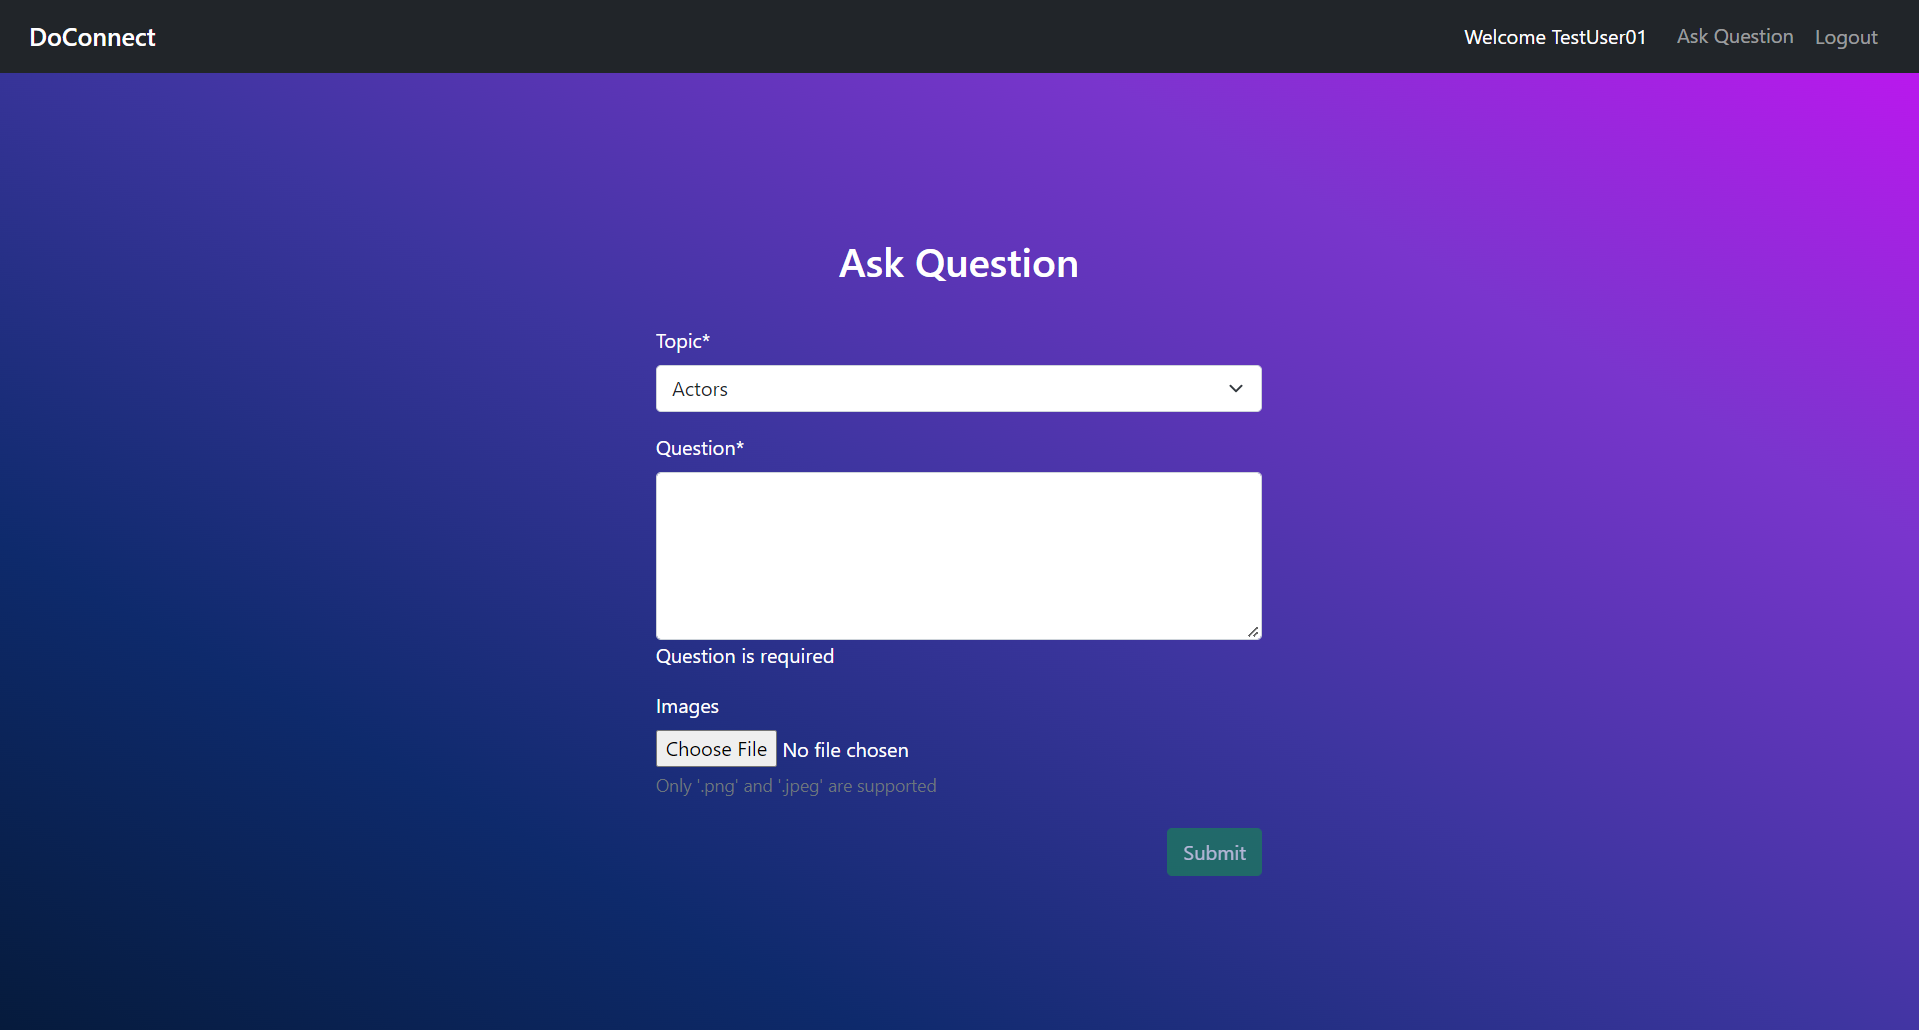 DoConnect
Welcome TestUser01 Ask Question Logout
Ask Question
Topic*
Actors
Question*
Question is required
Images
Choose File No file chosen
Only '.png' and '.jpeg' are supported
Submit